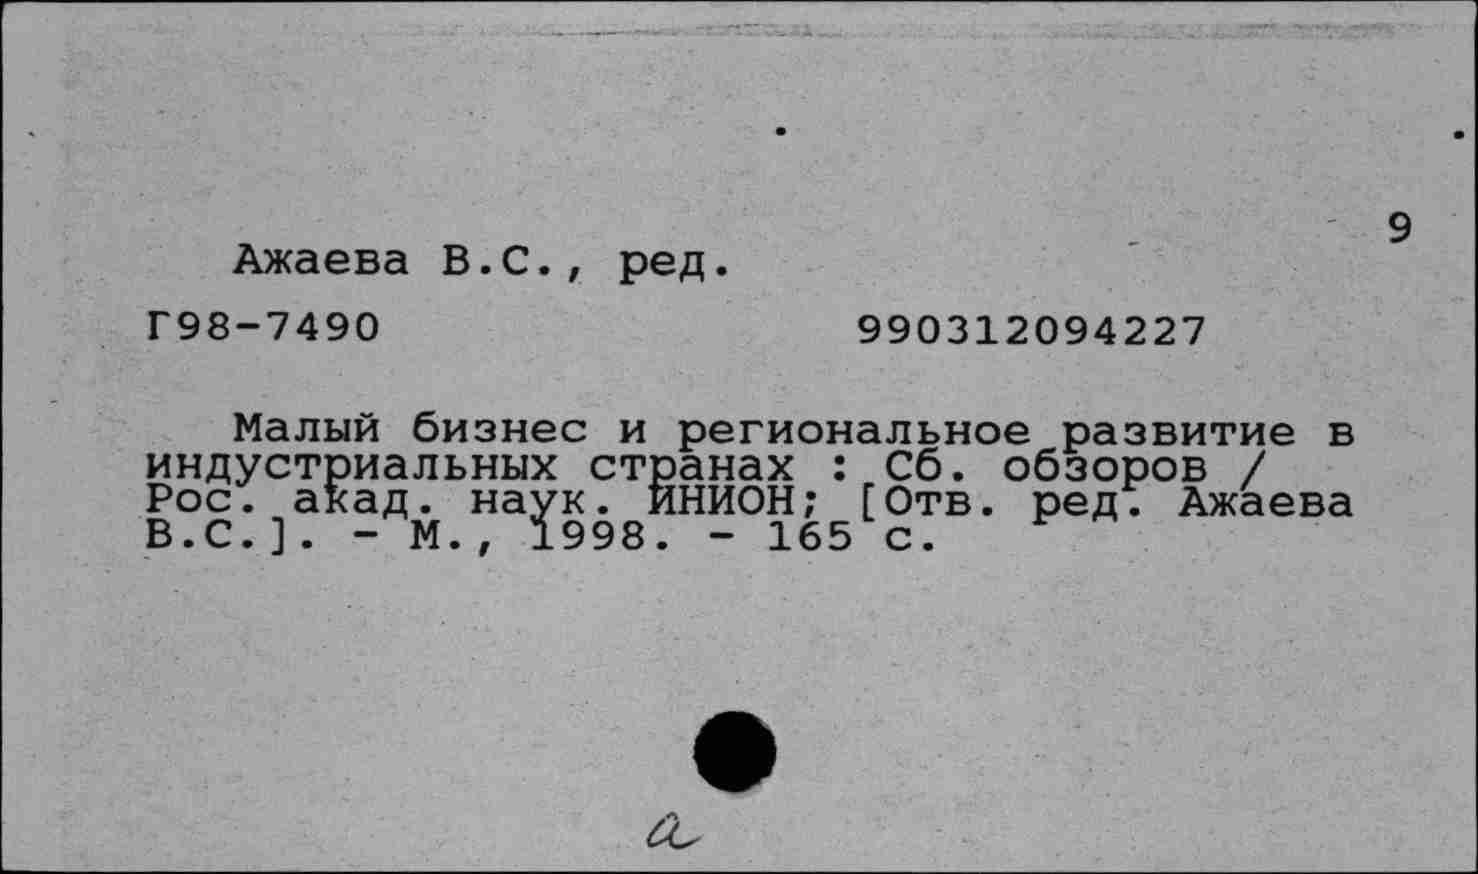 9
Ажаева В.С., ред.
Г98-7490 990312094227
Малый бизнес и региональное развитие в
индустриальных странах : Сб. обзоров /
Рос. акад. наук. ИНИОН; [Отв. ред. Ажаева
В.С.]. - М., 1998. - 165 с.
а